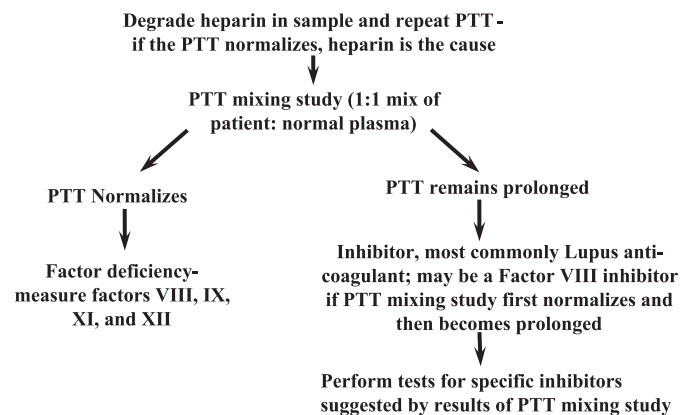 Degrade heparin in sample and repeat PTT -
if the PTT normalizes, heparin is the cause
PTT mixing study (1:1 mix of
patient: normal plasma)
PTT Normalizes
Factor deficiency-
measure factors VIII, IX,
XI, and XII
PTT remains prolonged
Inhibitor, most commonly Lupus anti-
coagulant; may be a Factor VIII inhibitor
if PTT mixing study first normalizes and
then becomes prolonged
Perform tests for specific inhibitors
suggested by results of PTT mixing study